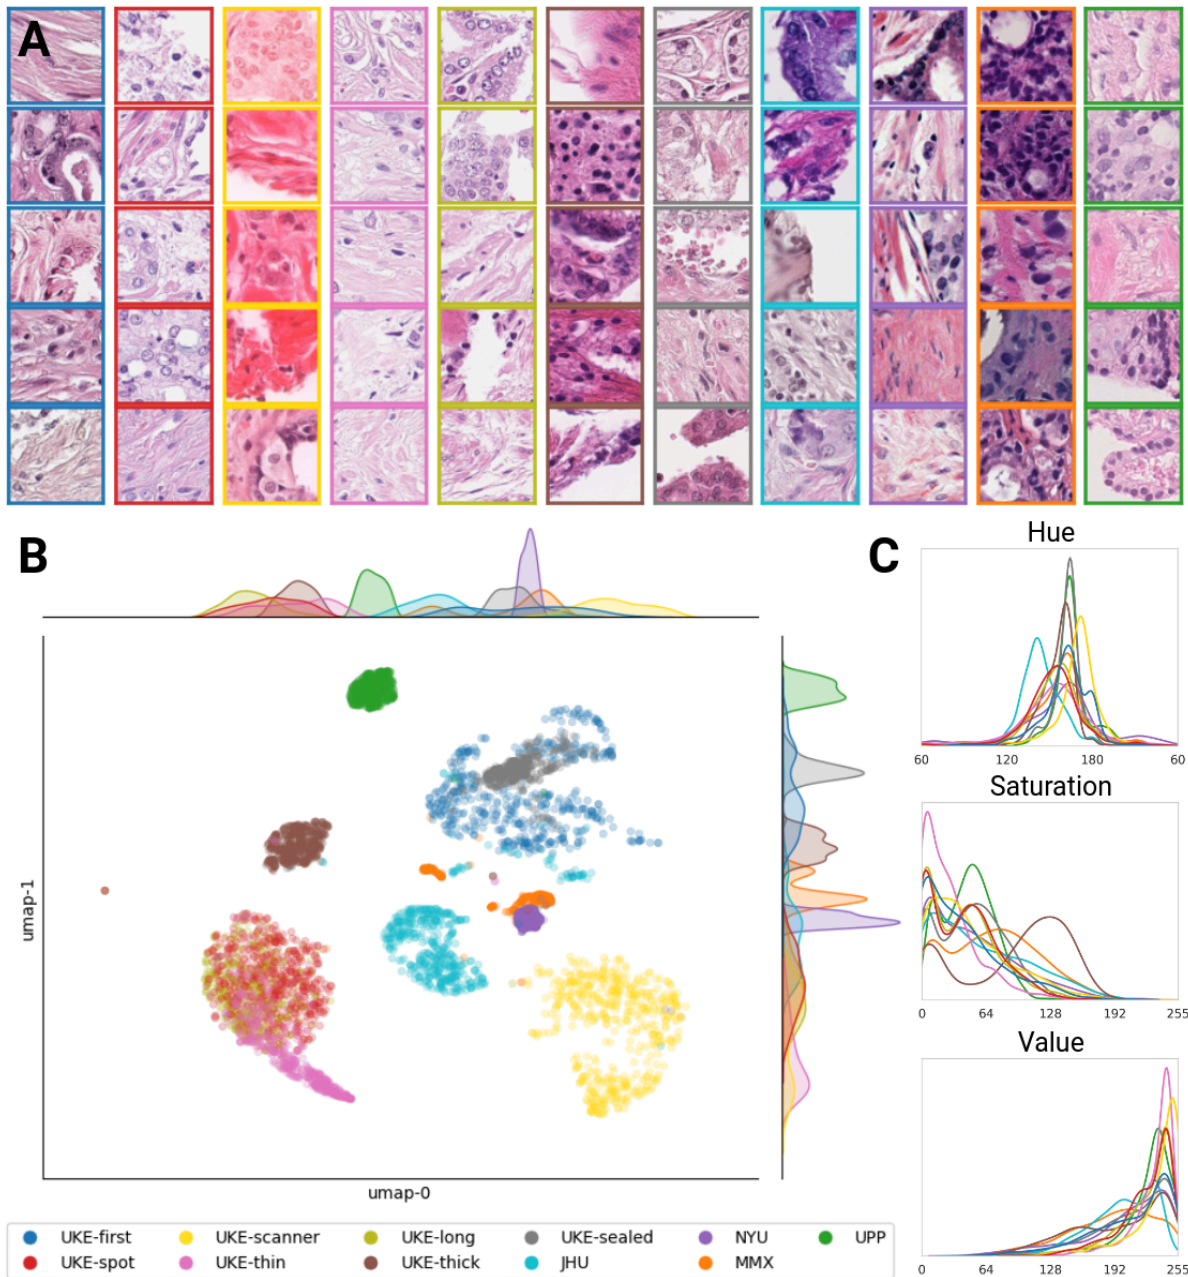 A
B
umap-1
umap-0
C
Hue
60 120 180 60
Saturation
0 64 128 192 255
Value
0 64 128 192 255
UKE-first UKE-scanner UKE-long UKE-sealed NYU UPP
UKE-spot UKE-thin UKE-thick JHU MMX